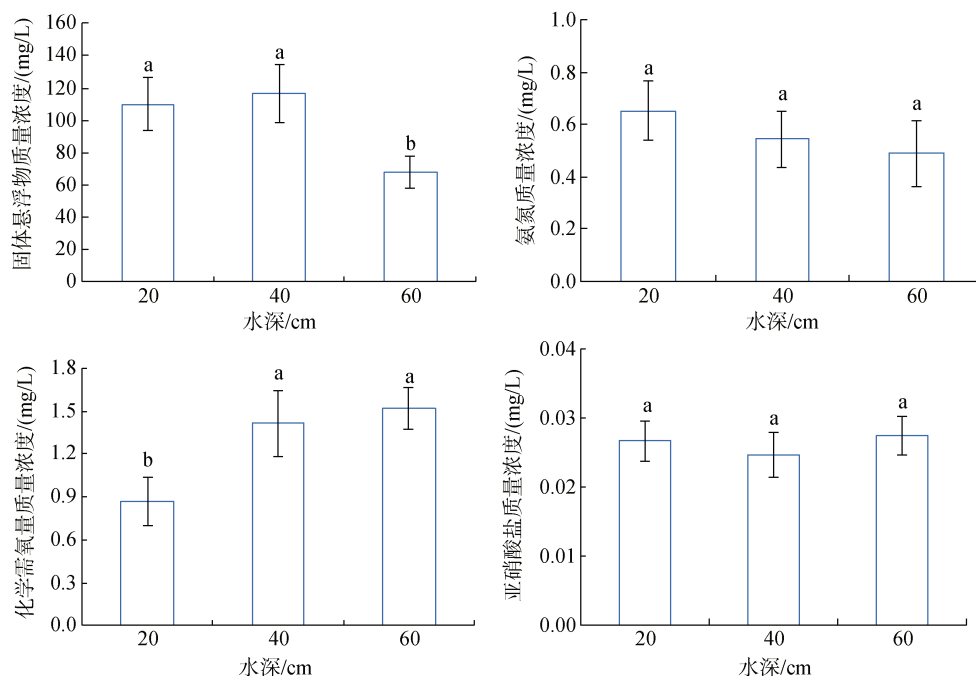 固体悬浮物质量浓度/(mg/L)
160
140
120
100
80
60
40
20
0
a
a
b
20
40
60
水深/cm
氨氮质量浓度/(mg/L)
1.0
0.8
0.6
0.4
0.2
0.0
a
a
a
20
40
60
水深/cm
化学需氧量质量浓度/(mg/L)
1.8
1.5
1.2
0.9
0.6
0.3
0.0
b
a
a
20
40
60
水深/cm
亚硝酸盐质量浓度/(mg/L)
0.04
0.03
0.02
0.01
0.00
a
a
a
20
40
60
水深/cm